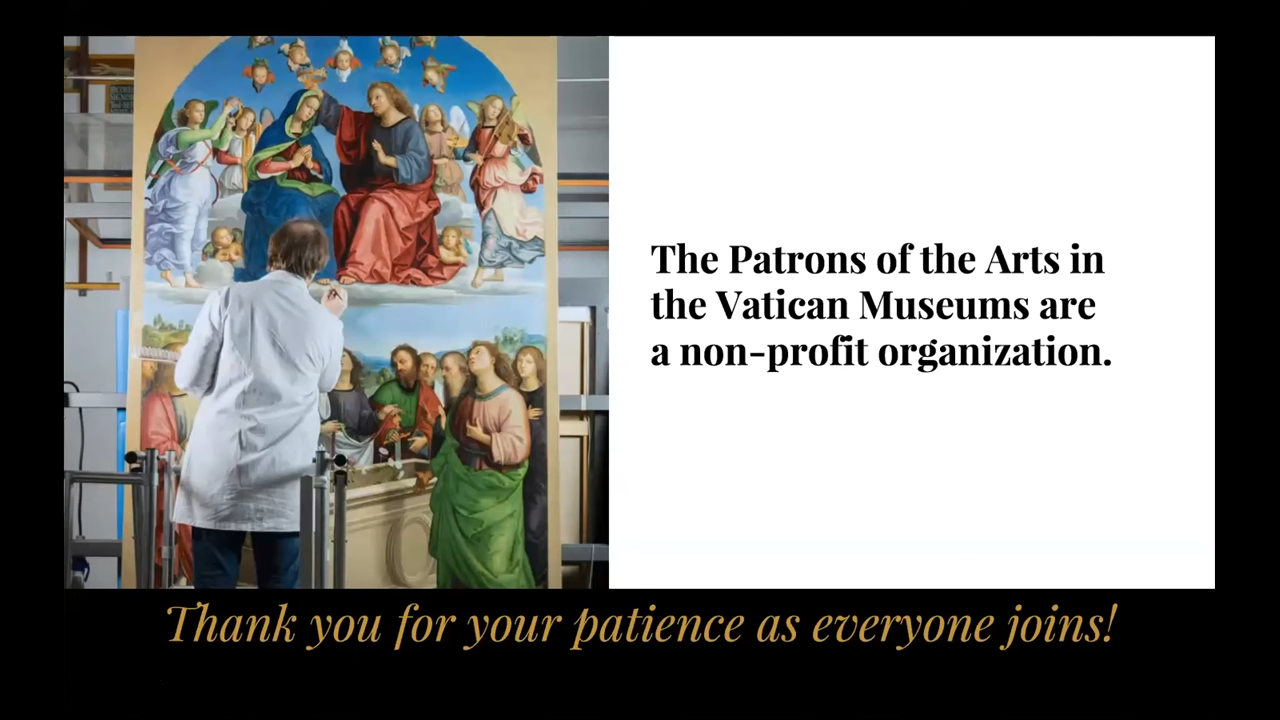 The Patrons of the Arts in
the Vatican Museums are
a non-profit organization.
Thank you for your patience as everyone joins!